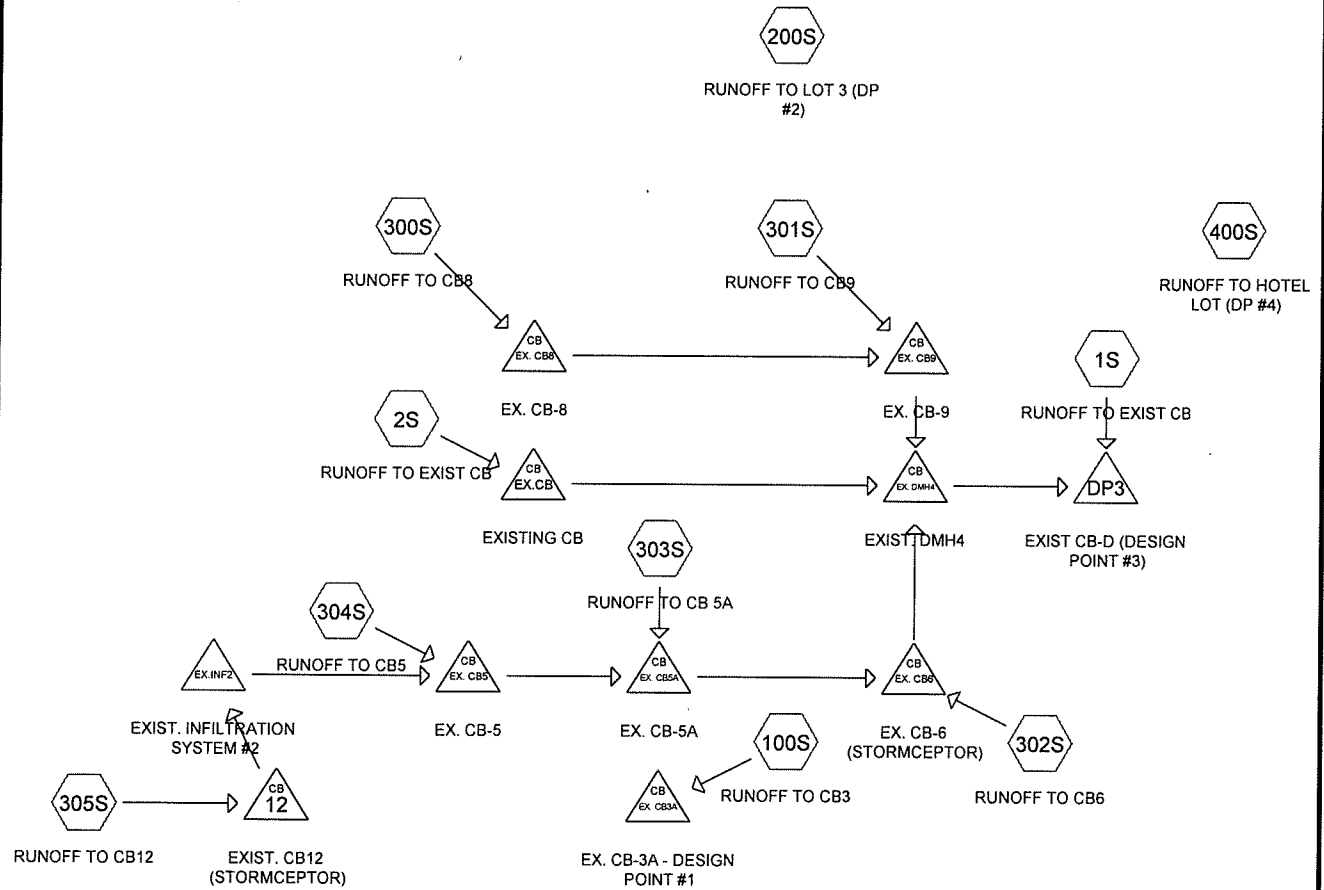 200S
RUNOFF TO LOT 3 (DP
#2)
300S
RUNOFF TO CB8
301S
RUNOFF TO CB9
400S
RUNOFF TO HOTEL
LOT (DP #4)
CB
EX. CB8
EX. CB-8
CB
EX. CB9
EX. CB-9
1S
RUNOFF TO EXIST CB
2S
RUNOFF TO EXIST CB
CB
EX.CB
EXISTING CB
CB
EX. DMH4
EXIST. DMH4
DP3
EXIST CB-D (DESIGN
POINT #3)
303S
RUNOFF TO CB 5A
304S
RUNOFF TO CB5
EX.INF2
EXIST. INFILTRATION
SYSTEM #2
CB
EX. CB5
EX. CB-5
CB
EX. CB5A
EX. CB-5A
CB
EX. CB6
EX. CB-6
(STORMCEPTOR)
302S
RUNOFF TO CB6
100S
RUNOFF TO CB3
CB
EX. CB3A
EX. CB-3A - DESIGN
POINT #1
305S
RUNOFF TO CB12
CB
12
EXIST. CB12
(STORMCEPTOR)